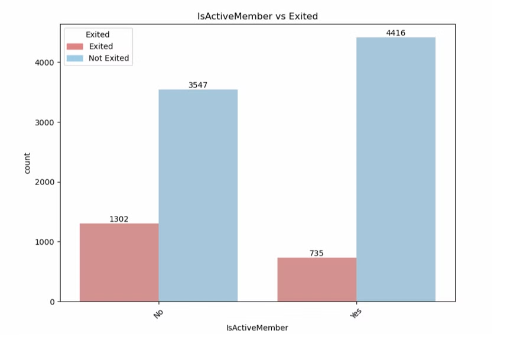 IsActiveMember vs Exited
Exited
Exited
Not Exited
4416
3547
1302
735
4000
3000
2000
1000
0
count
No
Yes
IsActiveMember